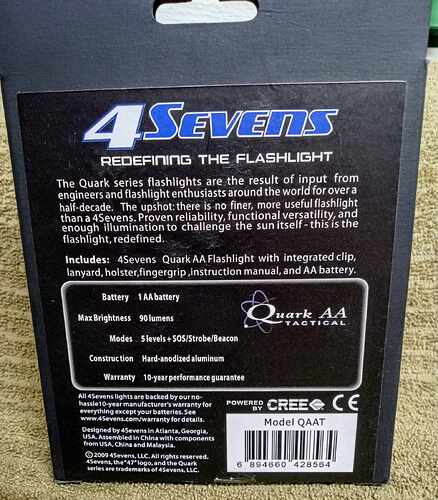 4SEVENS
REDEFINING THE FLASHLIGHT
The Quark series flashlights are the result of input from
engineers and flashlight enthusiasts around the world for over a
half-decade. The upshot: there is no finer, more useful flashlight
than a 4Sevens. Proven reliability, functional versatility, and
enough illumination to challenge the sun itself - this is the
flashlight, redefined.
Includes: 4Sevens Quark AA Flashlight with integrated clip,
lanyard, holster,fingergrip ,instruction manual, and AA battery.
Battery 1 AA battery
Max Brightness 90 lumens
Modes 5 levels + SOS/Strobe/Beacon
Construction Hard-anodized aluminum
Warranty 10-year performance guarantee
Quark AA
TACTICAL
All 4Sevens lights are backed by our no-
hassle 10-year manufacturer's warranty for
everything except your batteries. See
www.4sevens.com/warranty for details.
Designed by 4Sevens in Atlanta, Georgia,
USA. Assembled in China with components
from USA, China and Malaysia.
© 2009 4Sevens, LLC. All rights reserved.
4Sevens, the "47" logo, and the Quark
series are trademarks of 4Sevens, LLC.
POWERED BY CREE CE
Model QAAT
6 894660 428564